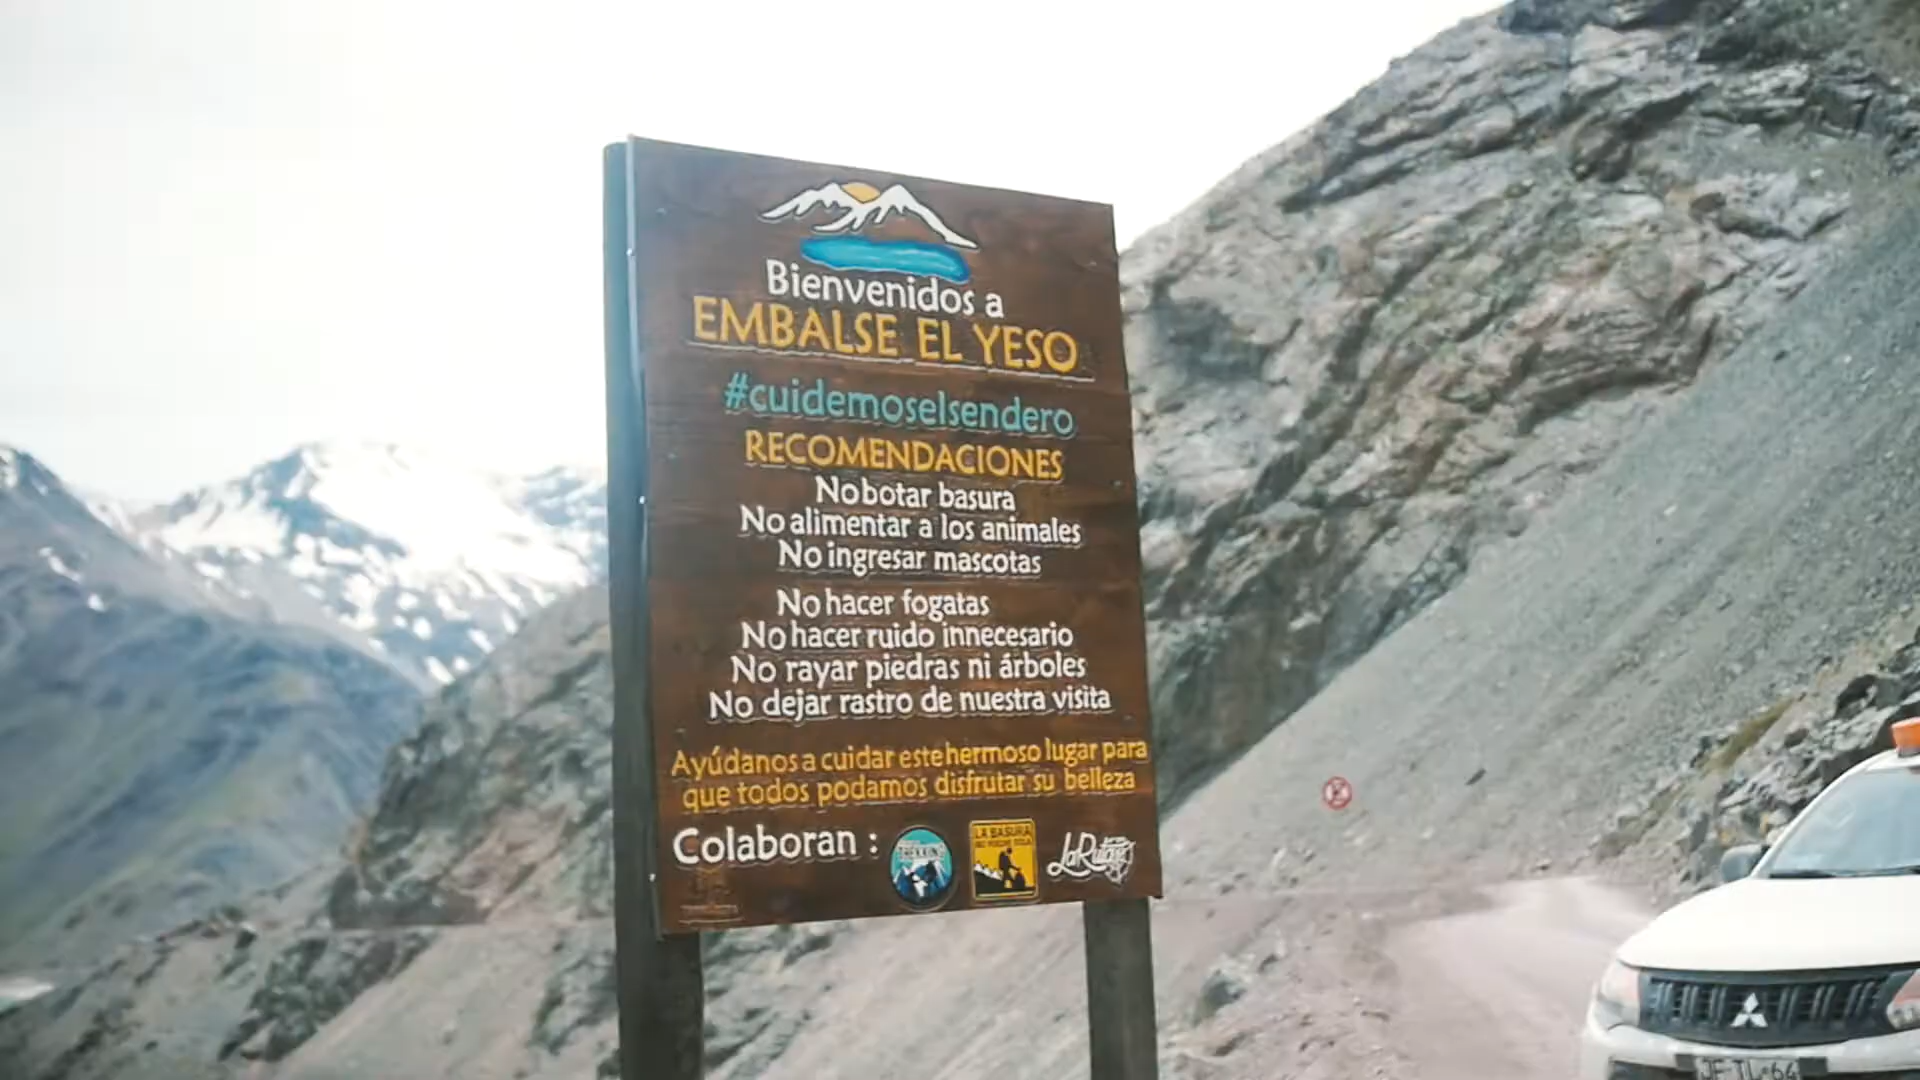 Bienvenidos a
EMBALSE EL YESO
#cuidemoselsendero
RECOMENDACIONES
No botar basura
No alimentar a los animales
No ingresar mascotas
No hacer fogatas
No hacer ruido innecesario
No rayar piedras ni árboles
No dejar rastro de nuestra visita
Ayúdanos a cuidar este hermoso lugar para
que todos podamos disfrutar su belleza
Colaboran :
TREKKING
LA BASURA
LaRuta